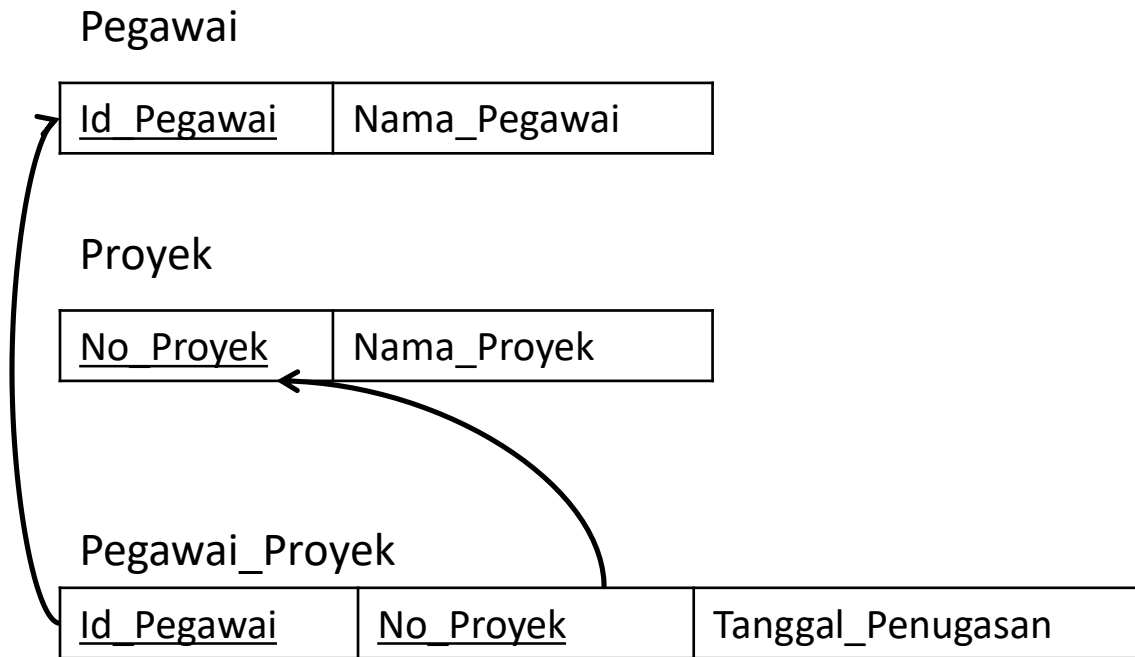 Pegawai
Id_Pegawai Nama_Pegawai
Proyek
No_Proyek Nama_Proyek
Pegawai_Proyek
Id_Pegawai No_Proyek Tanggal_Penugasan